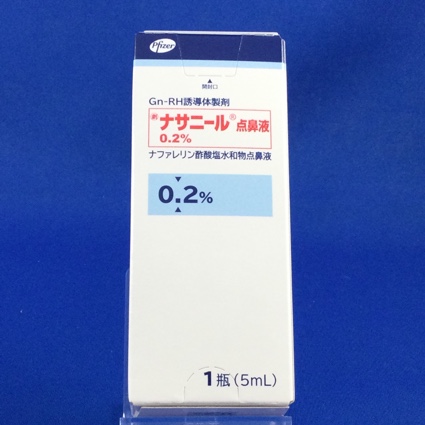 Pfizer
開封口
Gn-RH誘導体製剤
劇 ナサニール®点鼻液
0.2%
ナファレリン酢酸塩水和物点鼻液
0.2%
1瓶(5mL)